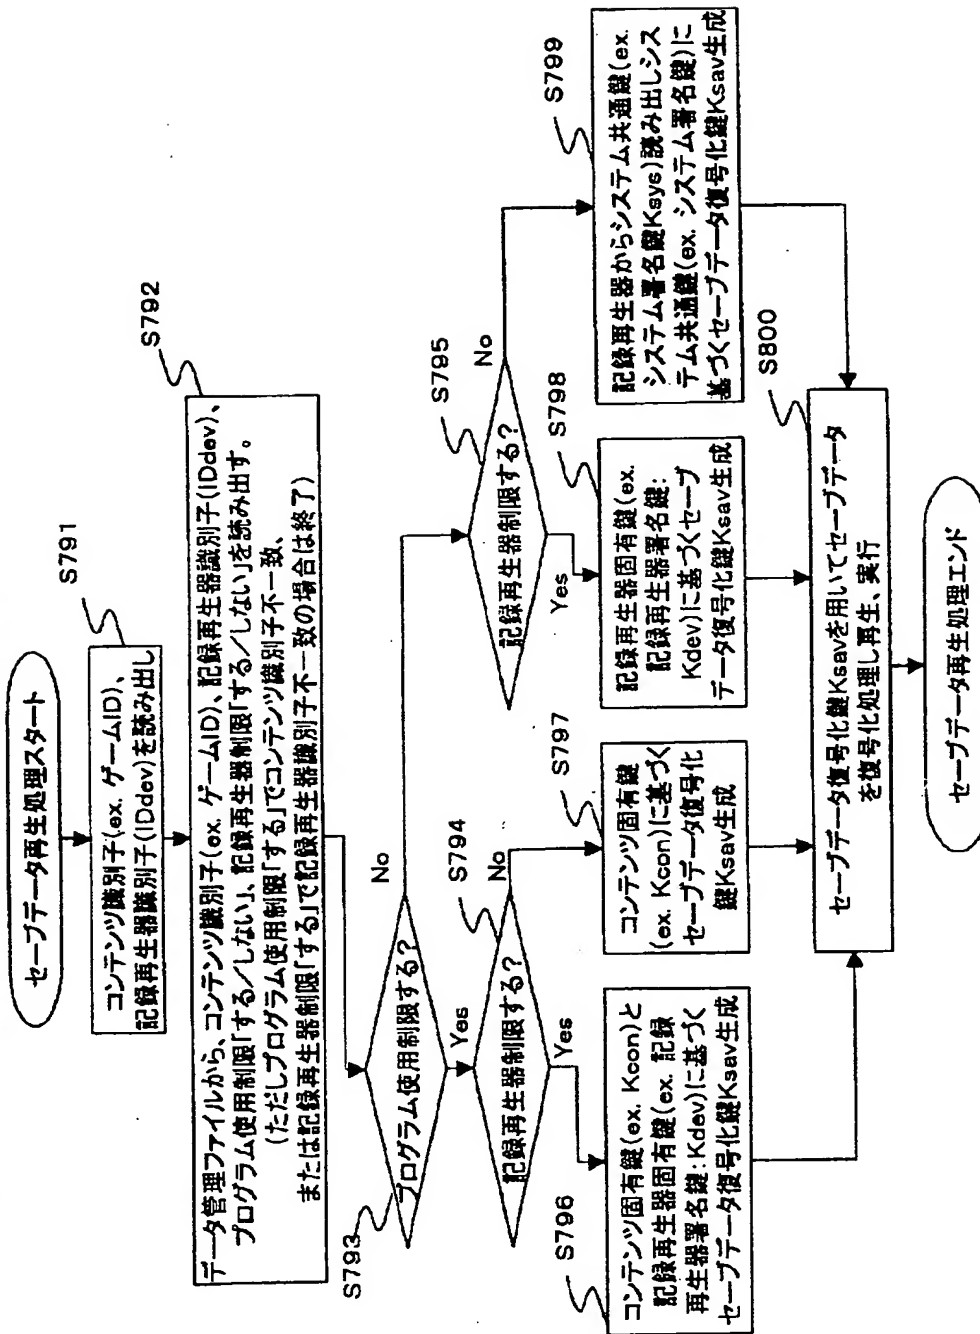 セーブデータ再生処理スタート
S791
コンテンツ識別子(ex. ゲームID)、
記録再生器識別子(IDdev)を読み出し
S792
データ管理ファイルから、コンテンツ識別子(ex. ゲームID)、記録再生器識別子(IDdev)、
プログラム使用制限「する／しない」、記録再生器制限「する／しない」を読み出す。
(ただしプログラム使用制限「する」でコンテンツ識別子不一致、
または記録再生器制限「する」で記録再生器識別子不一致の場合は終了)
S793
プログラム使用制限する?
No
Yes
S794
記録再生器制限する?
No
Yes
S795
記録再生器制限する?
No
Yes
S796
コンテンツ固有鍵(ex. Kcon)と
記録再生器固有鍵(ex. 記録
再生器署名鍵:Kdev)に基づく
セーブデータ復号化鍵Ksav生成
S797
コンテンツ固有鍵
(ex. Kcon)に基づく
セーブデータ復号化
鍵Ksav生成
S798
記録再生器固有鍵(ex.
記録再生器署名鍵:
Kdev)に基づくセーブ
データ復号化鍵Ksav生成
S799
記録再生器からシステム共通鍵(ex.
システム署名鍵Ksys)読み出しシス
テム共通鍵(ex. システム署名鍵)に
基づくセーブデータ復号化鍵Ksav生成
S800
セーブデータ復号化鍵Ksavを用いてセーブデータ
を復号化処理し再生、実行
セーブデータ再生処理エンド